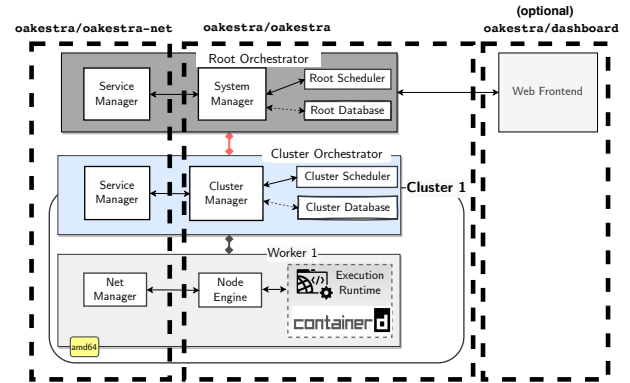 (optional)
oakestra/oakestra-net
oakestra/oakestra
oakestra/dashboard
Root Orchestrator
Service
Manager
System
Manager
Root Scheduler
Root Database
Web Frontend
Cluster Orchestrator
Service
Manager
Cluster
Manager
Cluster Scheduler
Cluster Database
Cluster 1
Worker 1
Net
Manager
Node
Engine
Execution
Runtime
containerd
amd64